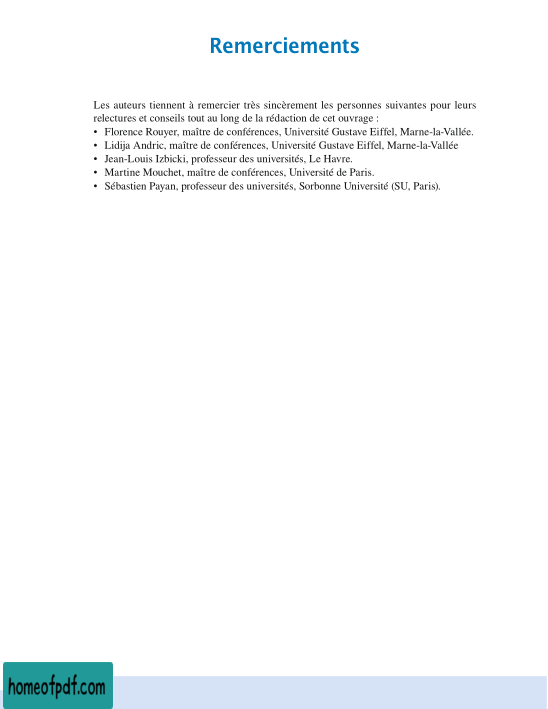 Remerciements
Les auteurs tiennent à remercier très sincèrement les personnes suivantes pour leurs
relectures et conseils tout au long de la rédaction de cet ouvrage :
• Florence Rouyer, maître de conférences, Université Gustave Eiffel, Marne-la-Vallée.
• Lidija Andric, maître de conférences, Université Gustave Eiffel, Marne-la-Vallée
• Jean-Louis Izbicki, professeur des universités, Le Havre.
• Martine Mouchet, maître de conférences, Université de Paris.
• Sébastien Payan, professeur des universités, Sorbonne Université (SU, Paris).
homeofpdf.com